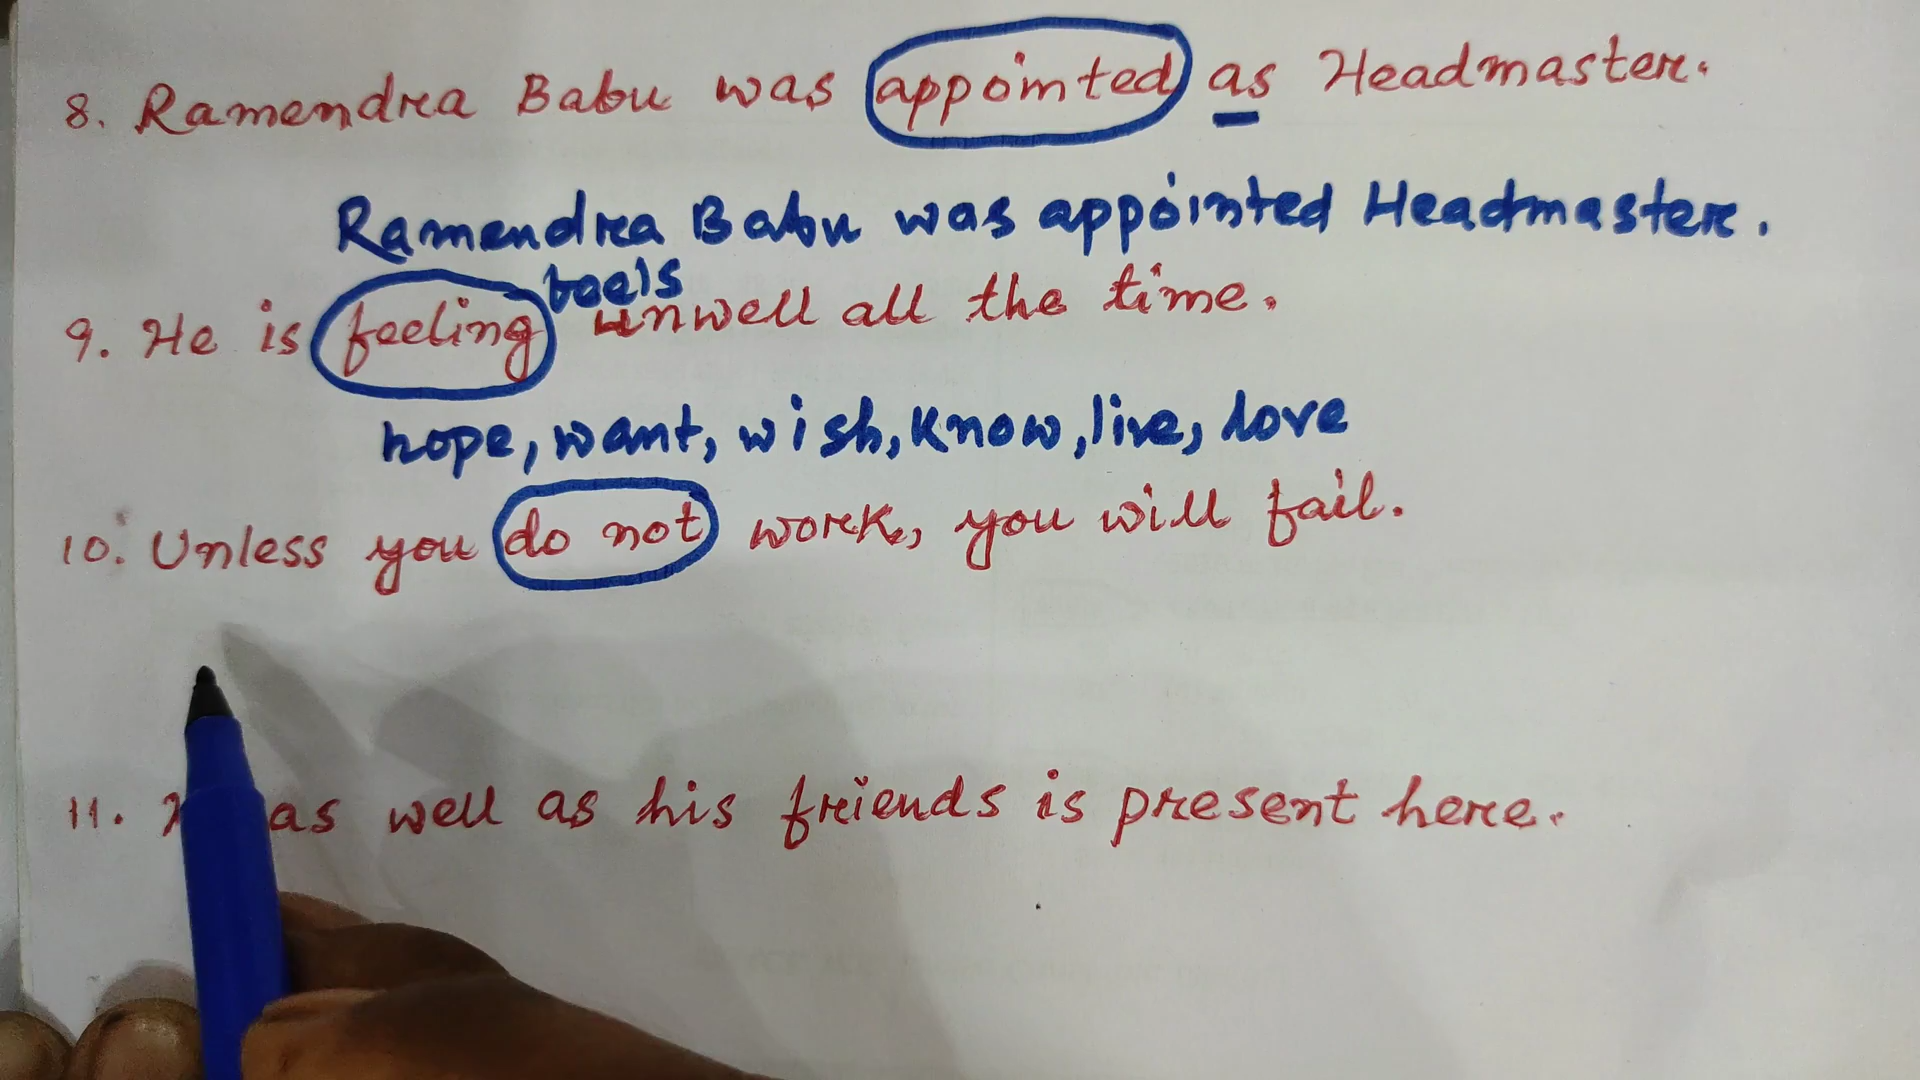 8. Ramendra Babu was appointed as Headmaster.
Ramendra Babu was appointed Headmaster.
feels
9. He is feeling unwell all the time.
hope, want, wish, know, live, love
10. Unless you do not work, you will fail.
11. as well as his friends is present here.